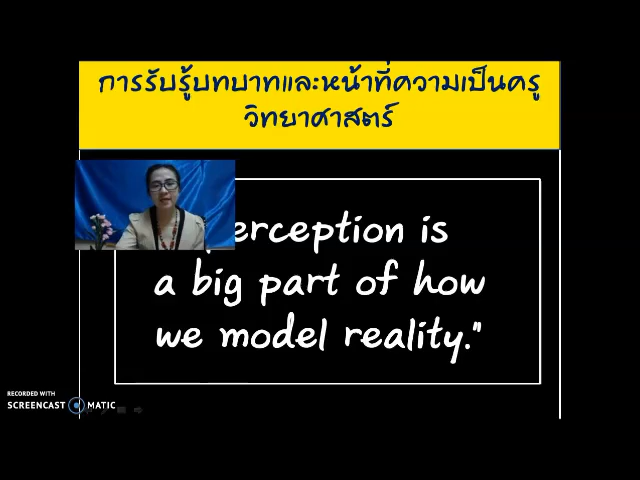 การรับรู้บทบาทและหน้าที่ความเป็นครู
วิทยาศาสตร์
perception is
a big part of how
we model reality."
RECORDED WITH
SCREENCAST MATIC